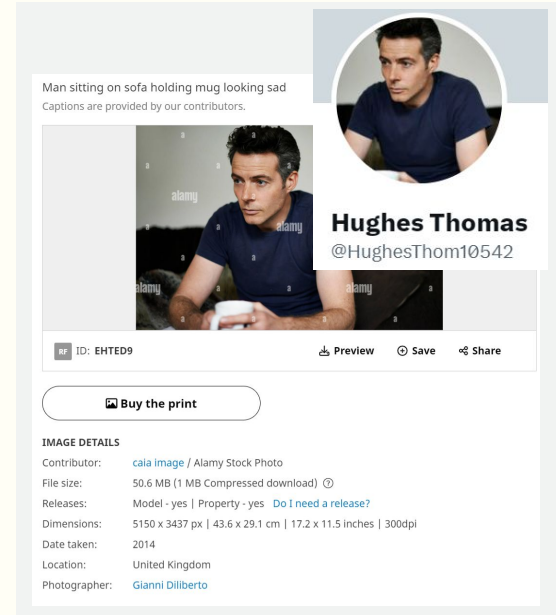 Man sitting on sofa holding mug looking sad
Captions are provided by our contributors.
a
a
alamy
a
alamy
a
a
a
alamy
a
alamy
a
a
a
Hughes Thomas
@HughesThom10542
RF ID: EHTED9 Preview Save Share
Buy the print
IMAGE DETAILS
Contributor: caia image / Alamy Stock Photo
File size: 50.6 MB (1 MB Compressed download) ?
Releases: Model - yes | Property - yes Do I need a release?
Dimensions: 5150 x 3437 px | 43.6 x 29.1 cm | 17.2 x 11.5 inches | 300dpi
Date taken: 2014
Location: United Kingdom
Photographer: Gianni Diliberto